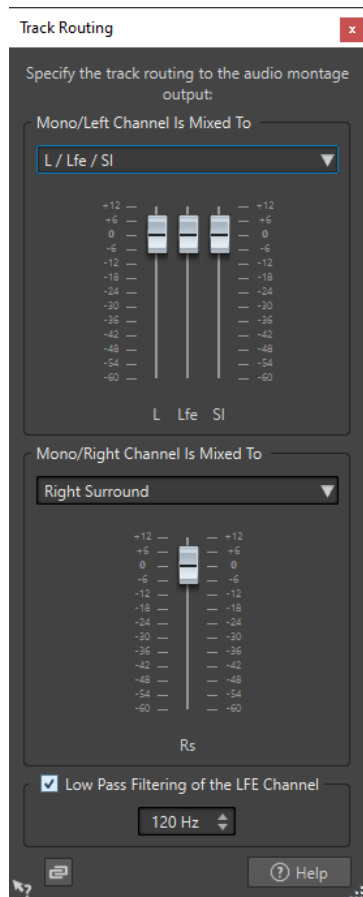 Track Routing
x
Specify the track routing to the audio montage
output:
Mono/Left Channel Is Mixed To
L / Lfe / Sl
+12 +12
+6 +6
0 0
-6 -6
-12 -12
-18 -18
-24 -24
-30 -30
-36 -36
-42 -42
-48 -48
-54 -54
-60 -60
L Lfe Sl
Mono/Right Channel Is Mixed To
Right Surround
+12 +12
+6 +6
0 0
-6 -6
-12 -12
-18 -18
-24 -24
-30 -30
-36 -36
-42 -42
-48 -48
-54 -54
-60 -60
Rs
Low Pass Filtering of the LFE Channel
120 Hz
? ? Help